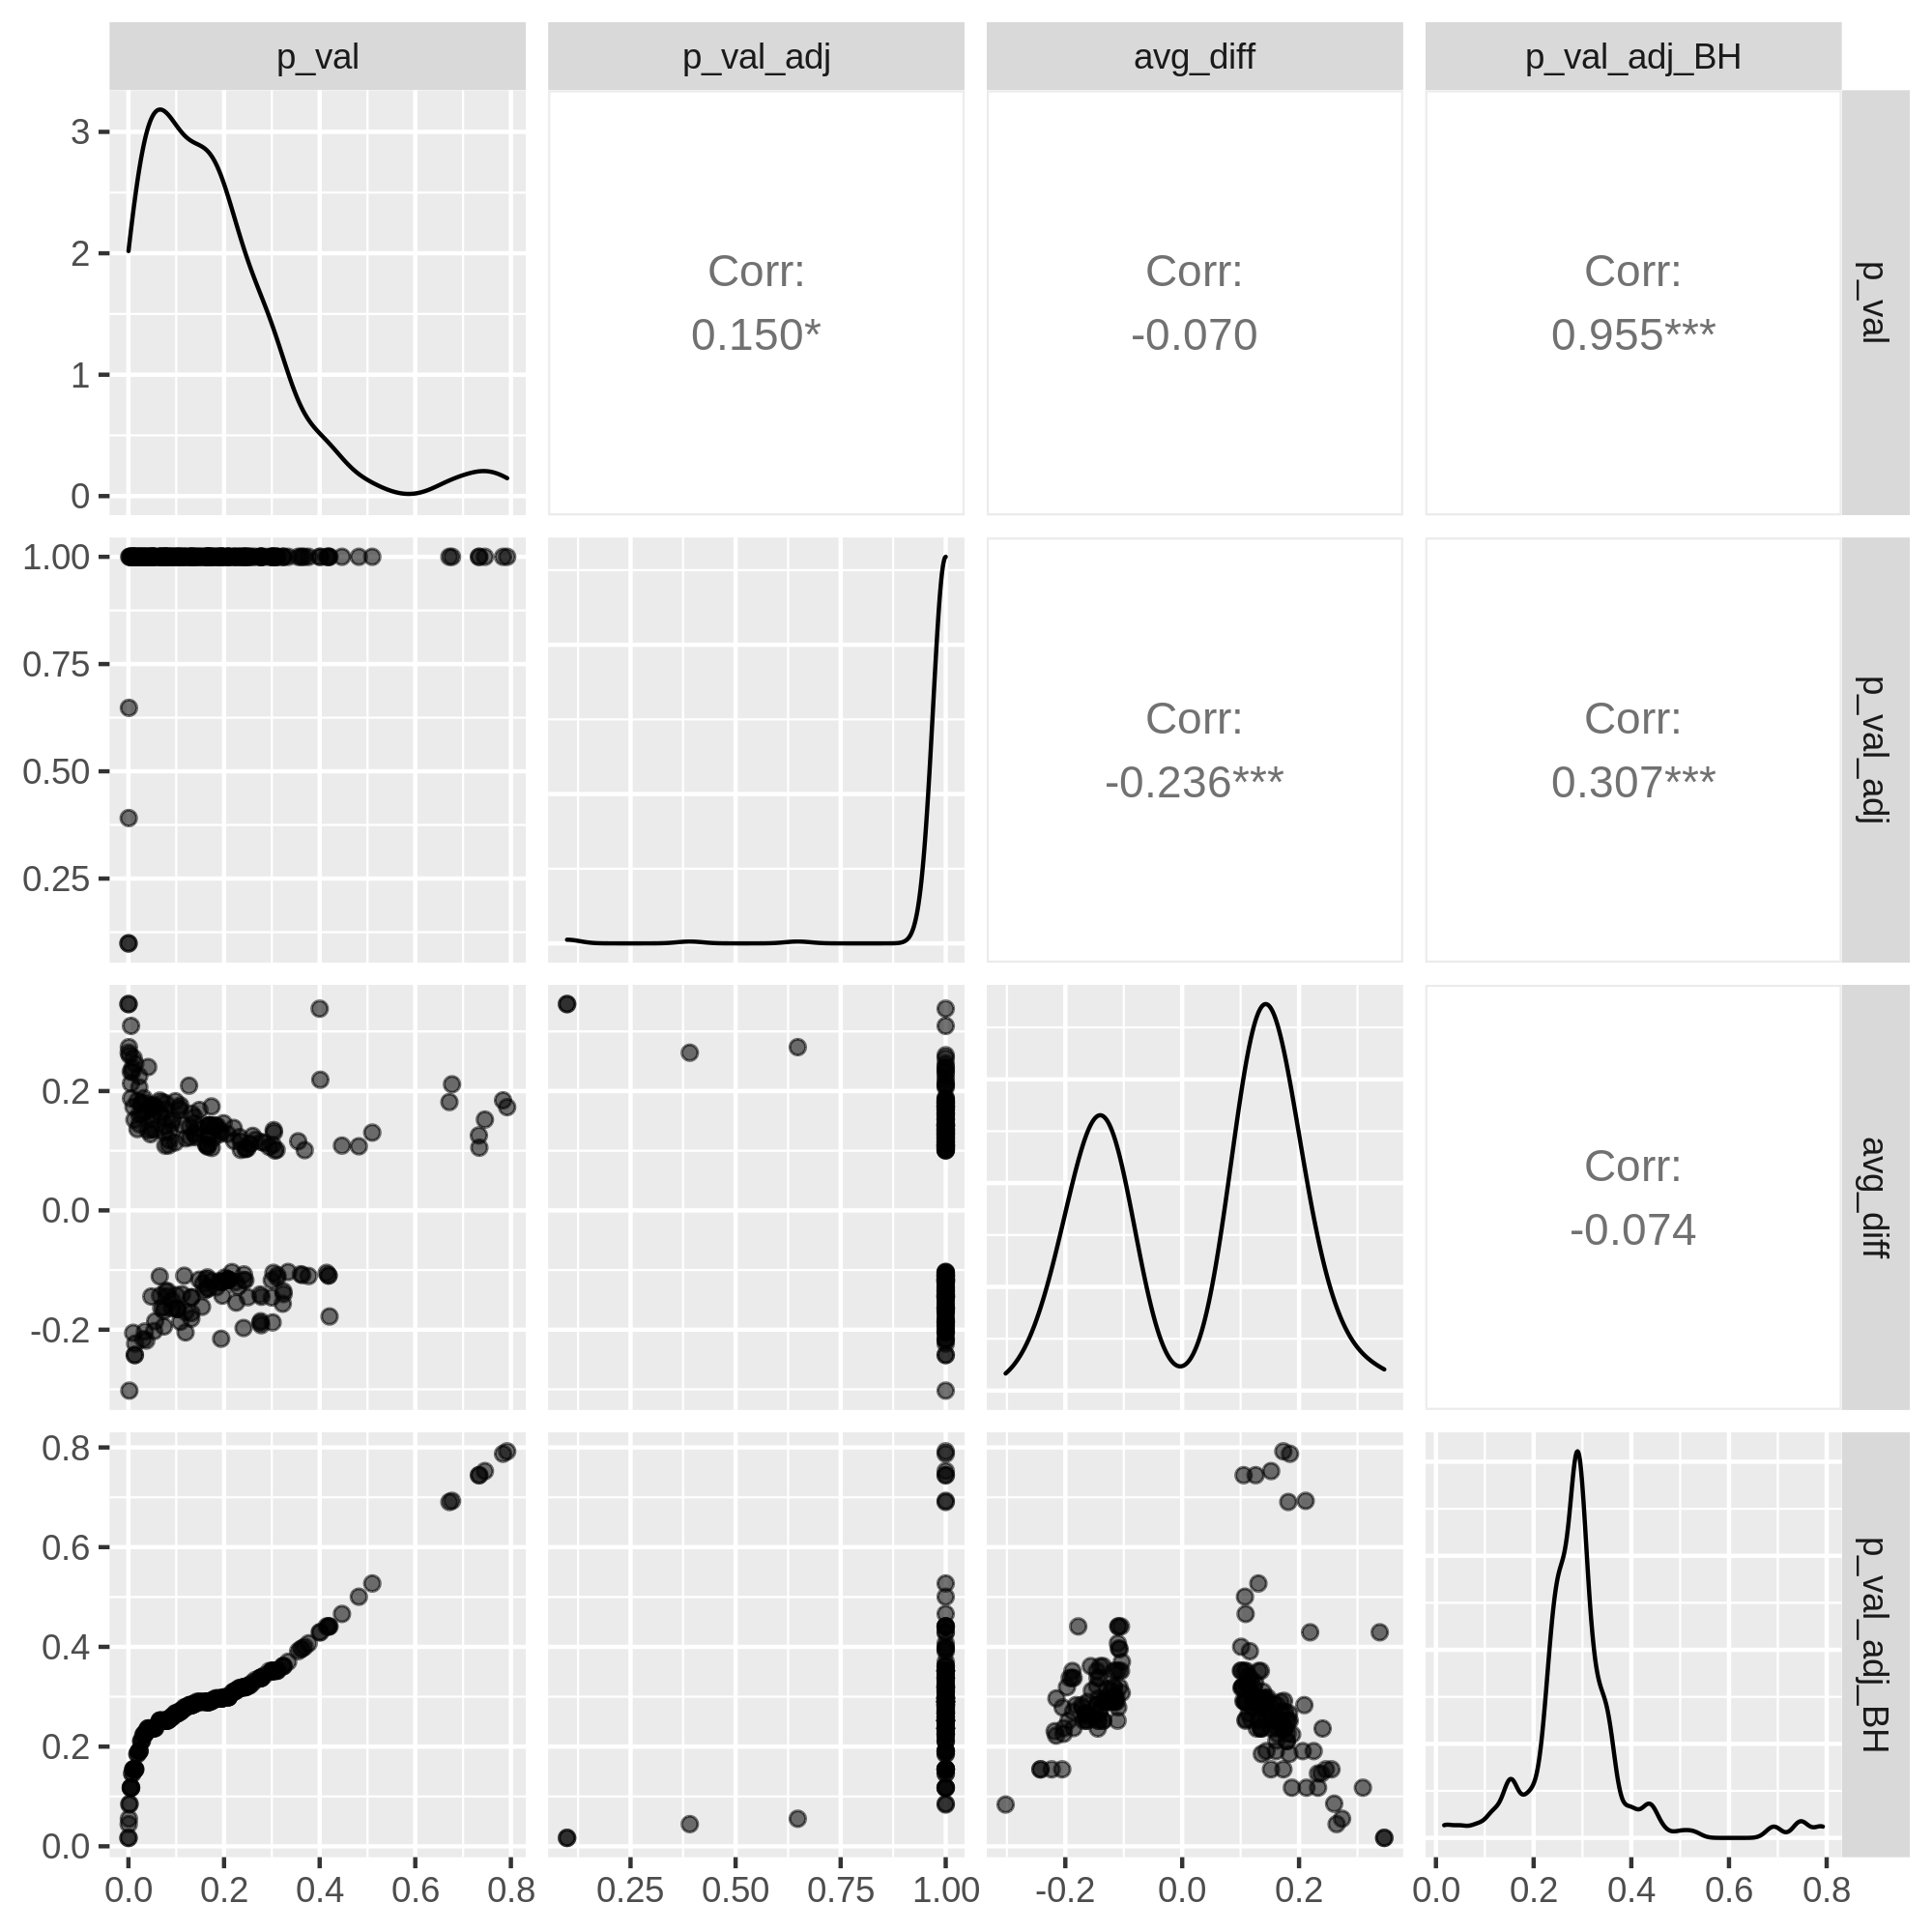 p_val p_val_adj avg_diff p_val_adj_BH
3
2
1
0
Corr:
0.150*
Corr:
-0.070
Corr:
0.955***
p_val
1.00
0.75
0.50
0.25
Corr:
-0.236***
Corr:
0.307***
p_val_adj
0.2
0.0
-0.2
Corr:
-0.074
avg_diff
0.8
0.6
0.4
0.2
0.0
p_val_adj_BH
0.0 0.2 0.4 0.6 0.8 0.25 0.50 0.75 1.00 -0.2 0.0 0.2 0.0 0.2 0.4 0.6 0.8